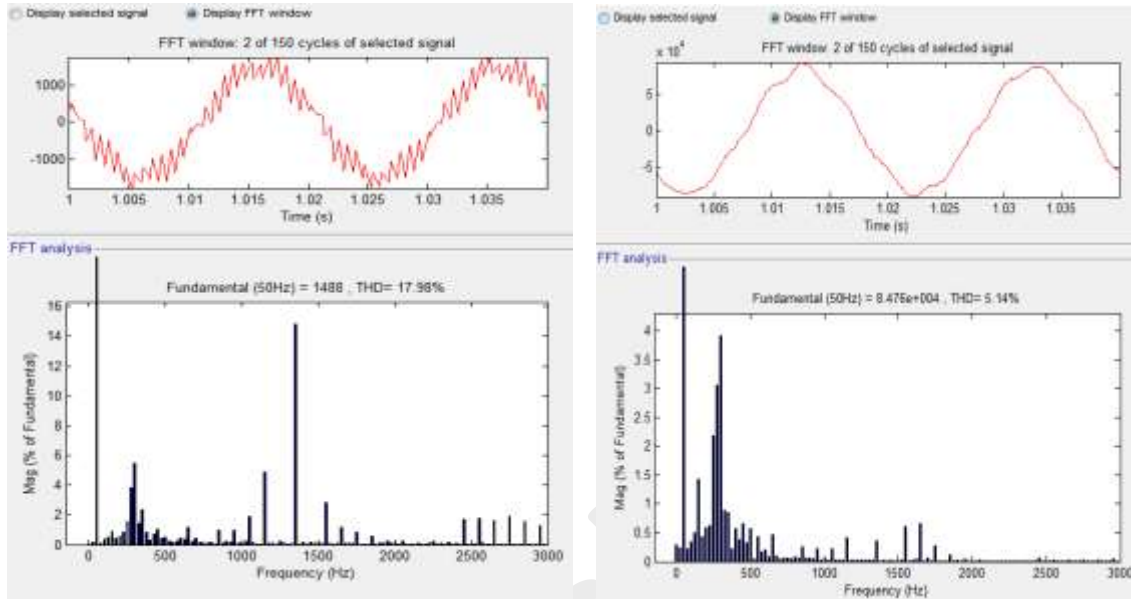 Display selected signal Display FFT window
FFT window: 2 of 150 cycles of selected signal
1000
0
-1000
1 1.005 1.01 1.015 1.02 1.025 1.03 1.035
Time (s)
FFT analysis
Fundamental (50Hz) = 1488 , THD= 17.98%
16
14
12
10
8
6
4
2
0
Mag (% of Fundamental)
0 500 1000 1500 2000 2500 3000
Frequency (Hz)
Display selected signal Display FFT window
FFT window: 2 of 150 cycles of selected signal
x 10⁴
5
0
-5
1 1.005 1.01 1.015 1.02 1.025 1.03 1.035
Time (s)
FFT analysis
Fundamental (50Hz) = 8.476e+004 , THD= 5.14%
4
3.5
3
2.5
2
1.5
1
0.5
0
Mag (% of Fundamental)
0 500 1000 1500 2000 2500 3000
Frequency (Hz)